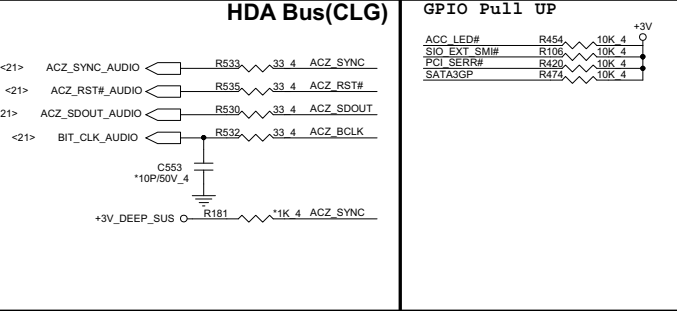 HDA Bus(CLG)
<21> ACZ_SYNC_AUDIO R533 33_4 ACZ_SYNC
<21> ACZ_RST#_AUDIO R535 33_4 ACZ_RST#
21> ACZ_SDOUT_AUDIO R530 33_4 ACZ_SDOUT
<21> BIT_CLK_AUDIO R532 33_4 ACZ_BCLK
C553
*10P/50V_4
+3V_DEEP_SUS R181 *1K_4 ACZ_SYNC
GPIO Pull UP
+3V
ACC_LED# R454 10K_4
SIO_EXT_SMI# R106 10K_4
PCI_SERR# R420 10K_4
SATA3GP R474 10K_4